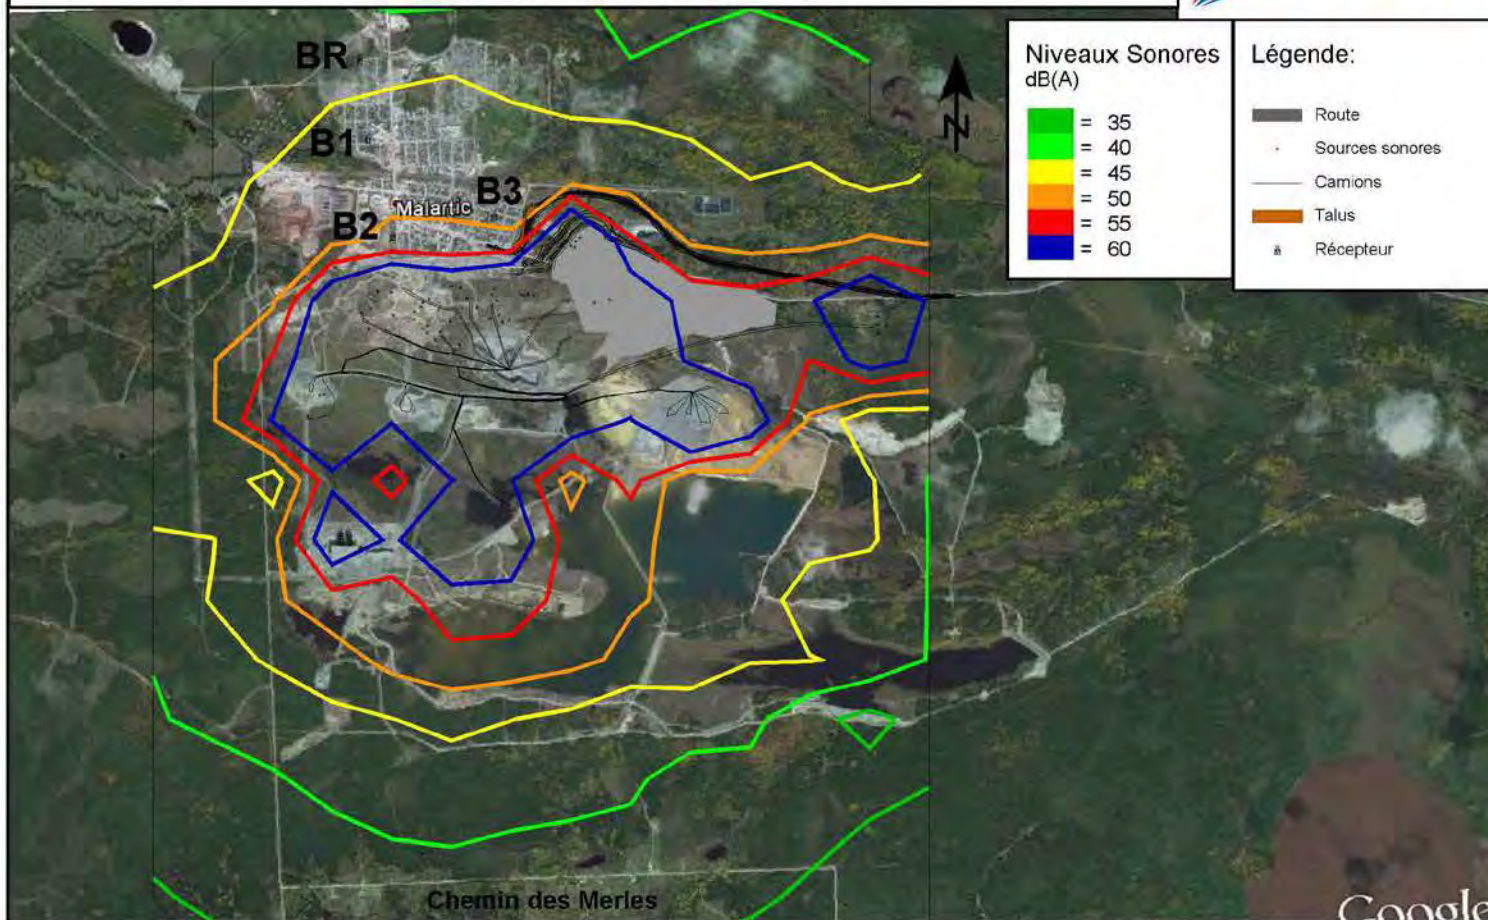 BR
B1
B3
B2
Malartic
N
Niveaux Sonores
dB(A)
= 35
= 40
= 45
= 50
= 55
= 60
Légende:
Route
Sources sonores
Camions
Talus
Récepteur
Chemin des Merles
Google